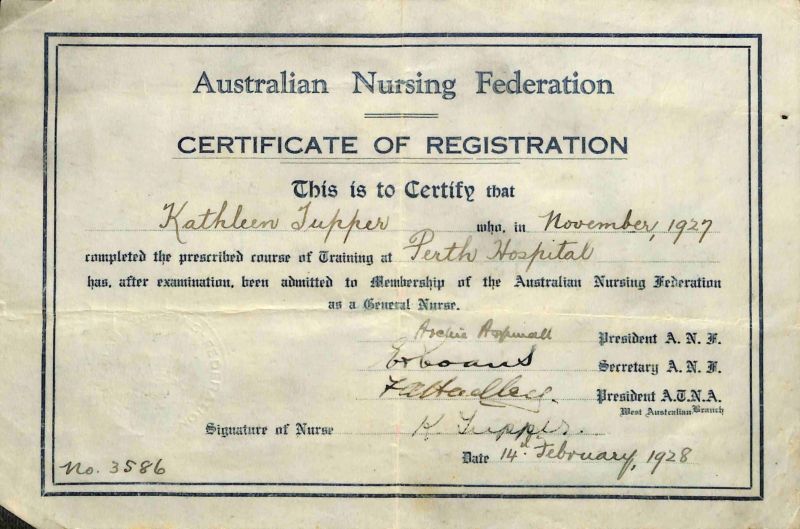 Australian Nursing Federation
CERTIFICATE OF REGISTRATION
This is to Certify that
Kathleen Tupper who, in November, 1927
completed the prescribed course of Training at Perth Hospital
has, after examination, been admitted to Membership of the Australian Nursing Federation
as a General Nurse.
Archie Aspinall President A. N. F.
Secretary A. N. F.
President A.T.N.A.
West Australian Branch
Signature of Nurse K. Tupper.
Date 14th February, 1928
No. 3586